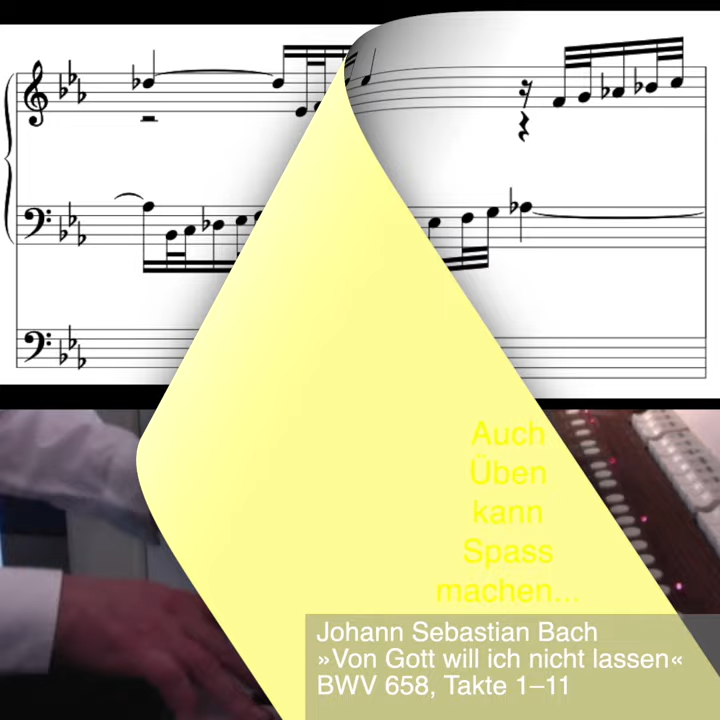 Auch
Üben
kann
Spass
machen...
Johann Sebastian Bach
»Von Gott will ich nicht lassen«
BWV 658, Takte 1–11